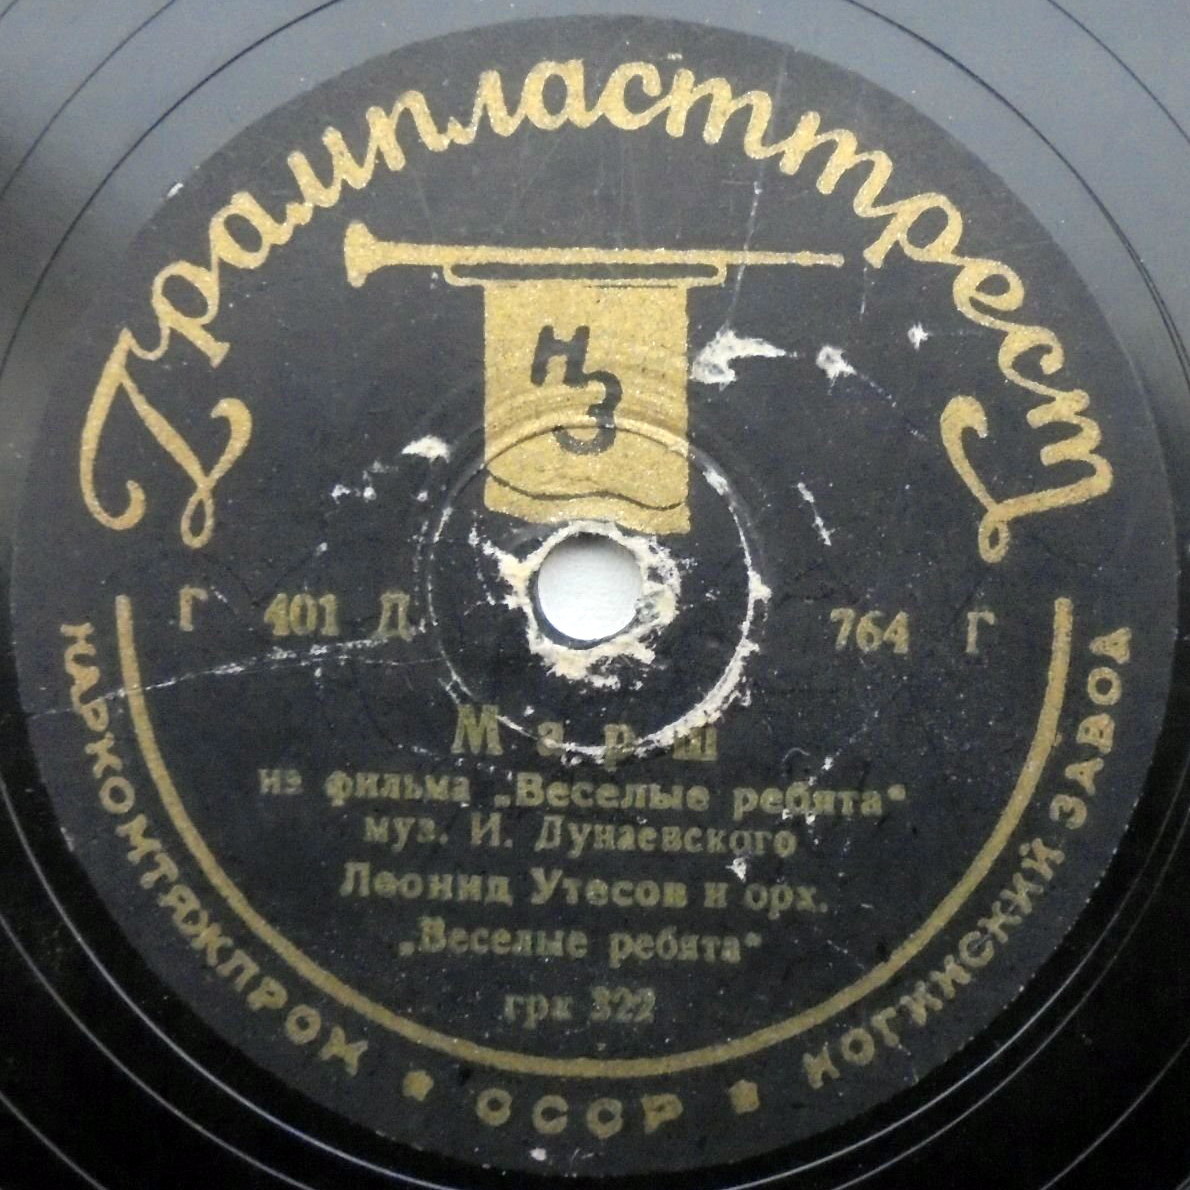 Грампласттрест
НЗ
Г 401 Д 764 Г
Марш
из фильма „Веселые ребята“
муз. И. Дунаевского
Леонид Утесов и орк.
„Веселые ребята“
грк 322
НАРКОМТЯЖПРОМ * СССР * НОГИНСКИЙ ЗАВОД